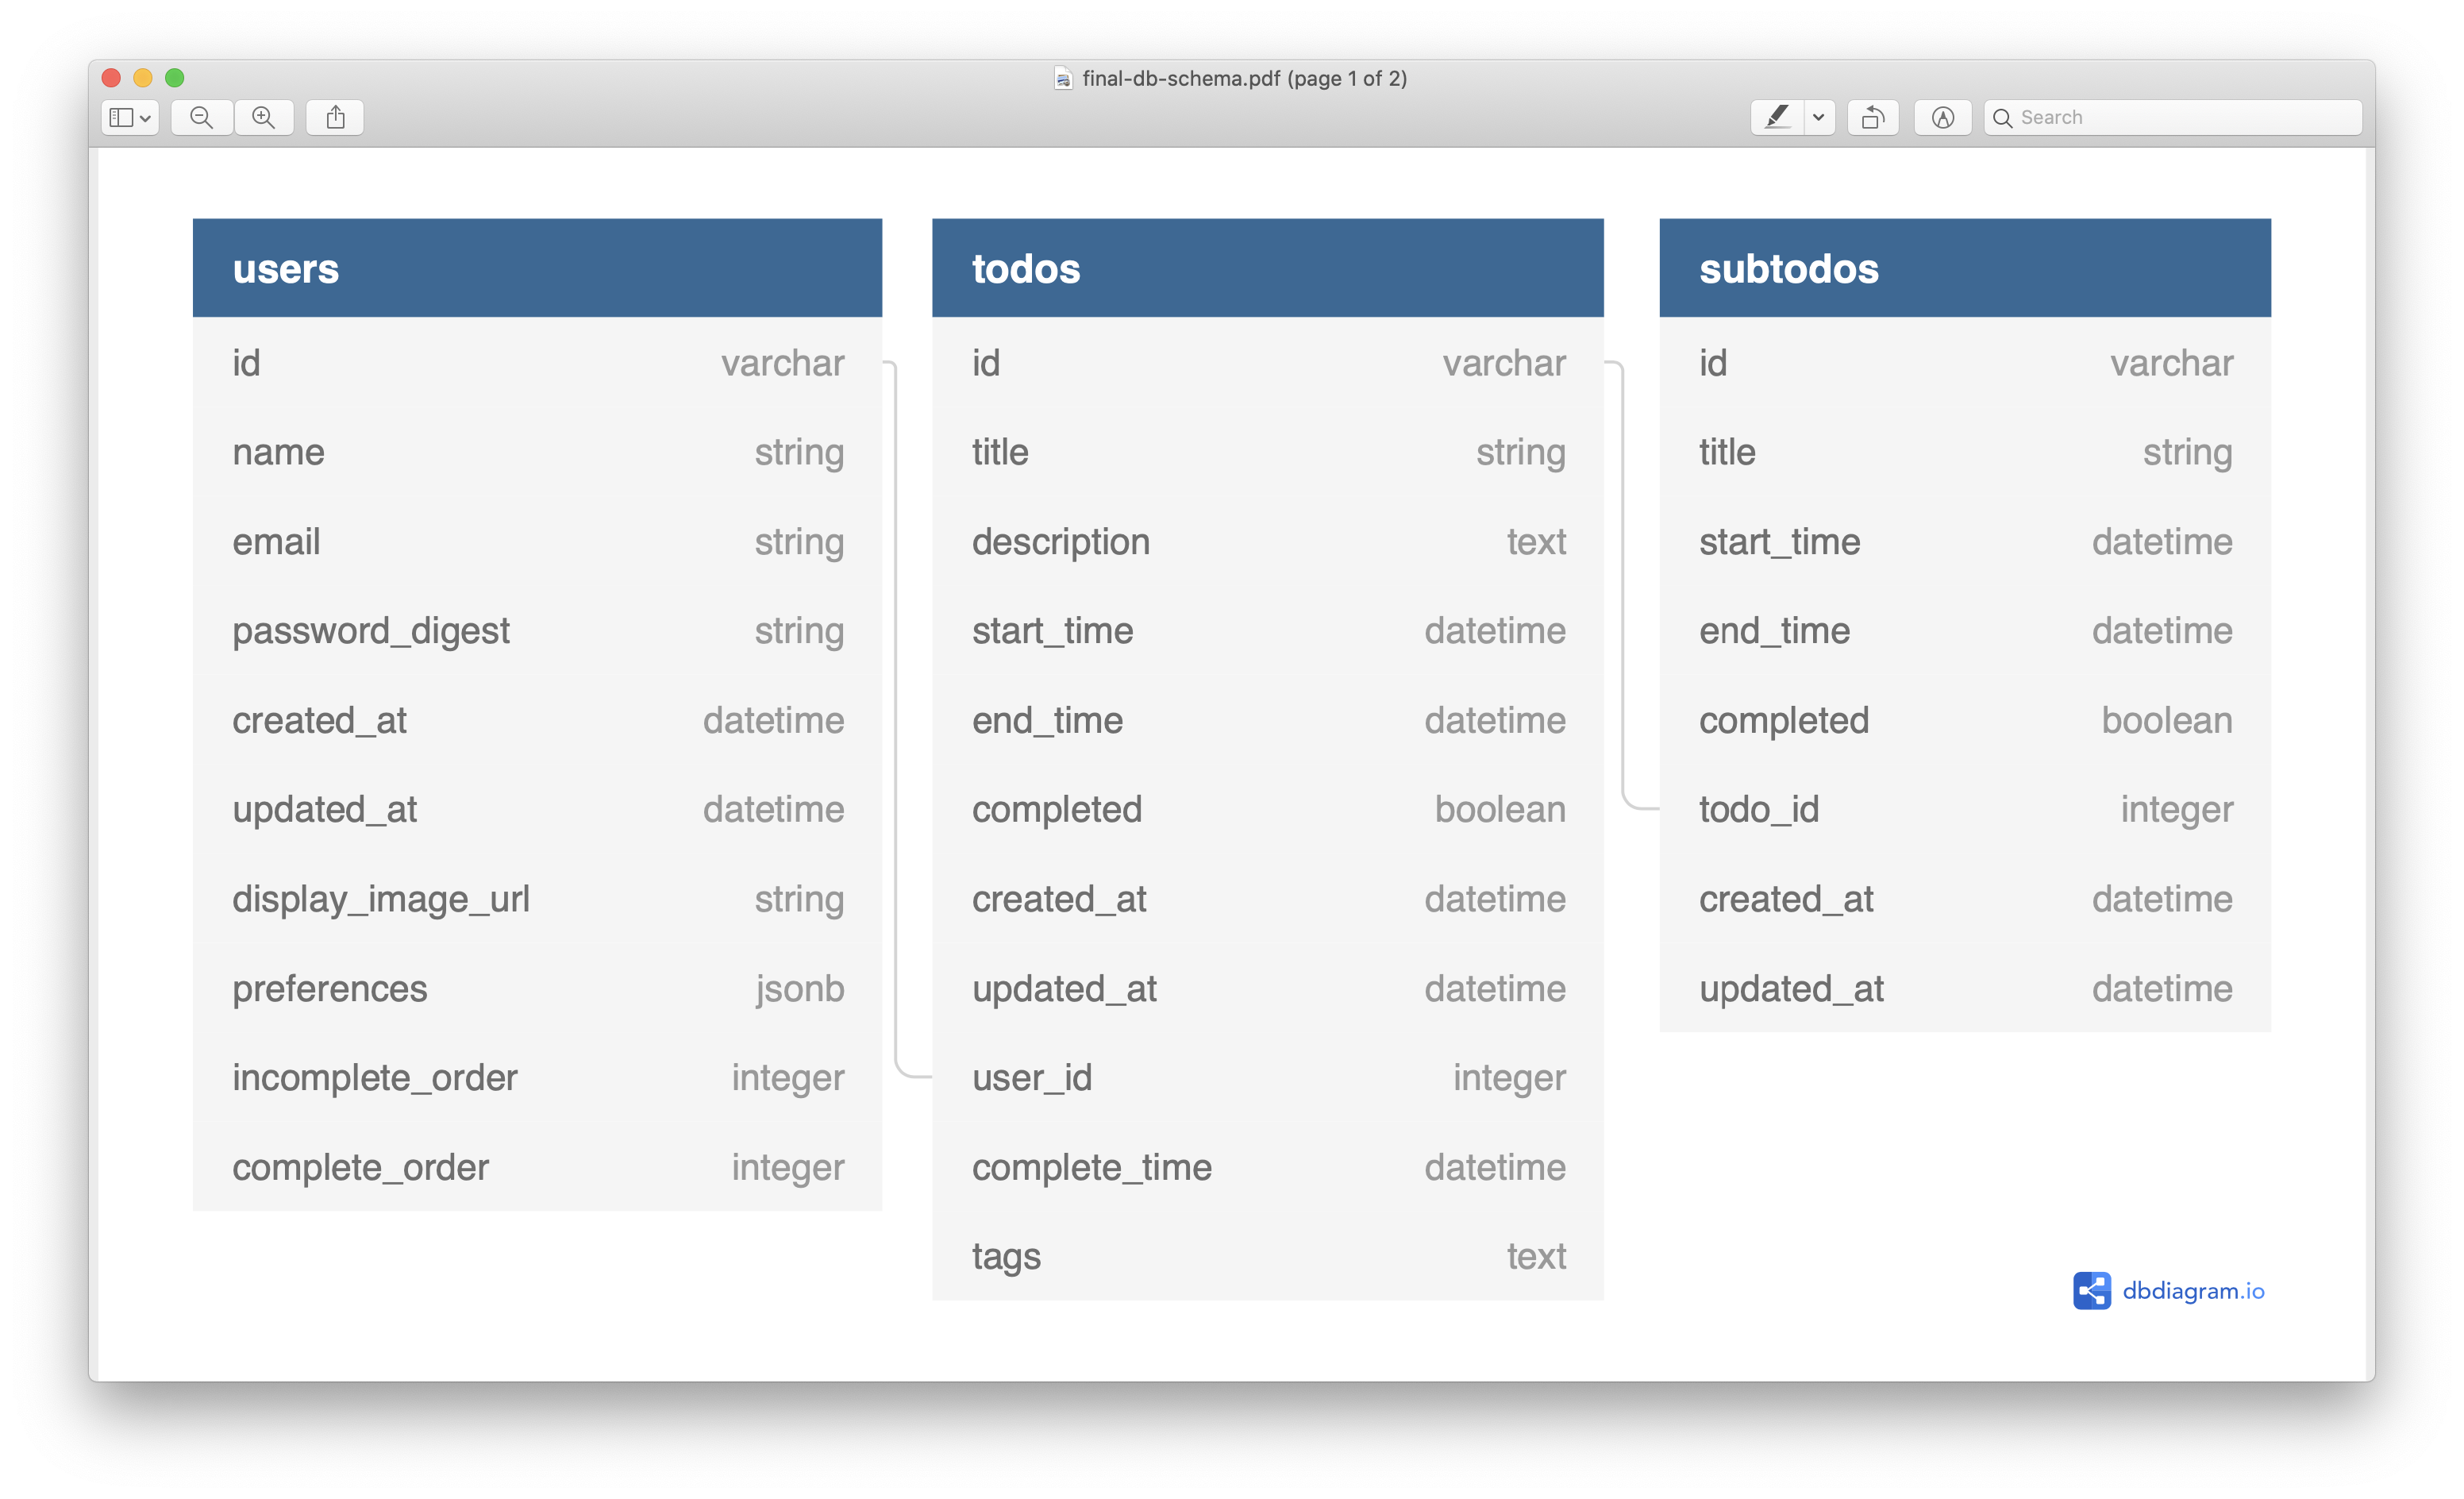 final-db-schema.pdf (page 1 of 2)
Search
users
id varchar
name string
email string
password_digest string
created_at datetime
updated_at datetime
display_image_url string
preferences jsonb
incomplete_order integer
complete_order integer
todos
id varchar
title string
description text
start_time datetime
end_time datetime
completed boolean
created_at datetime
updated_at datetime
user_id integer
complete_time datetime
tags text
subtodos
id varchar
title string
start_time datetime
end_time datetime
completed boolean
todo_id integer
created_at datetime
updated_at datetime
dbdiagram.io